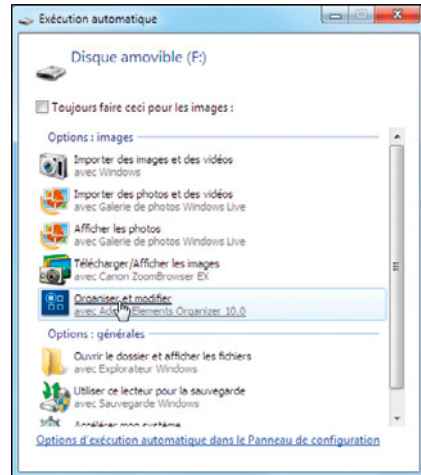 Exécution automatique
Disque amovible (F:)
Toujours faire ceci pour les images :
Options : images
Importer des images et des vidéos
avec Windows
Importer des photos et des vidéos
avec Galerie de photos Windows Live
Afficher les photos
avec Galerie de photos Windows Live
Télécharger/Afficher les images
avec Canon ZoomBrowser EX
Organiser et modifier
avec Elements Organizer 10.0
Options : générales
Ouvrir le dossier et afficher les fichiers
avec Explorateur Windows
Utiliser ce lecteur pour la sauvegarde
avec Sauvegarde Windows
Accélérer mon système
Options d'exécution automatique dans le Panneau de configuration